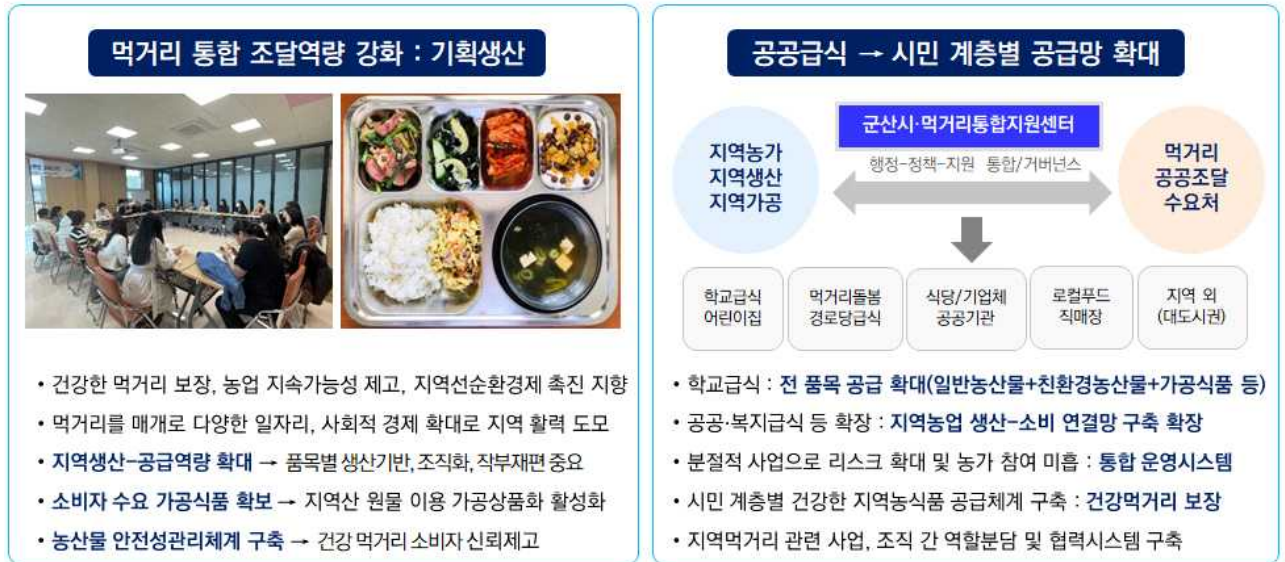 먹거리 통합 조달역량 강화 : 기획생산
• 건강한 먹거리 보장, 농업 지속가능성 제고, 지역선순환경제 촉진 지향
• 먹거리를 매개로 다양한 일자리, 사회적 경제 확대로 지역 활력 도모
• 지역생산-공급역량 확대 → 품목별 생산기반, 조직화, 작부재편 중요
• 소비자 수요 가공식품 확보 → 지역산 원물 이용 가공상품화 활성화
• 농산물 안전성관리체계 구축 → 건강 먹거리 소비자 신뢰제고
공공급식 → 시민 계층별 공급망 확대
지역농가
지역생산
지역가공
군산시·먹거리통합지원센터
행정-정책-지원 통합/거버넌스
먹거리
공공조달
수요처
학교급식
어린이집
먹거리돌봄
경로당급식
식당/기업체
공공기관
로컬푸드
직매장
지역 외
(대도시권)
• 학교급식 : 전 품목 공급 확대(일반농산물+친환경농산물+가공식품 등)
• 공공·복지급식 등 확장 : 지역농업 생산-소비 연결망 구축 확장
• 분절적 사업으로 리스크 확대 및 농가 참여 미흡 : 통합 운영시스템
• 시민 계층별 건강한 지역농식품 공급체계 구축 : 건강먹거리 보장
• 지역먹거리 관련 사업, 조직 간 역할분담 및 협력시스템 구축